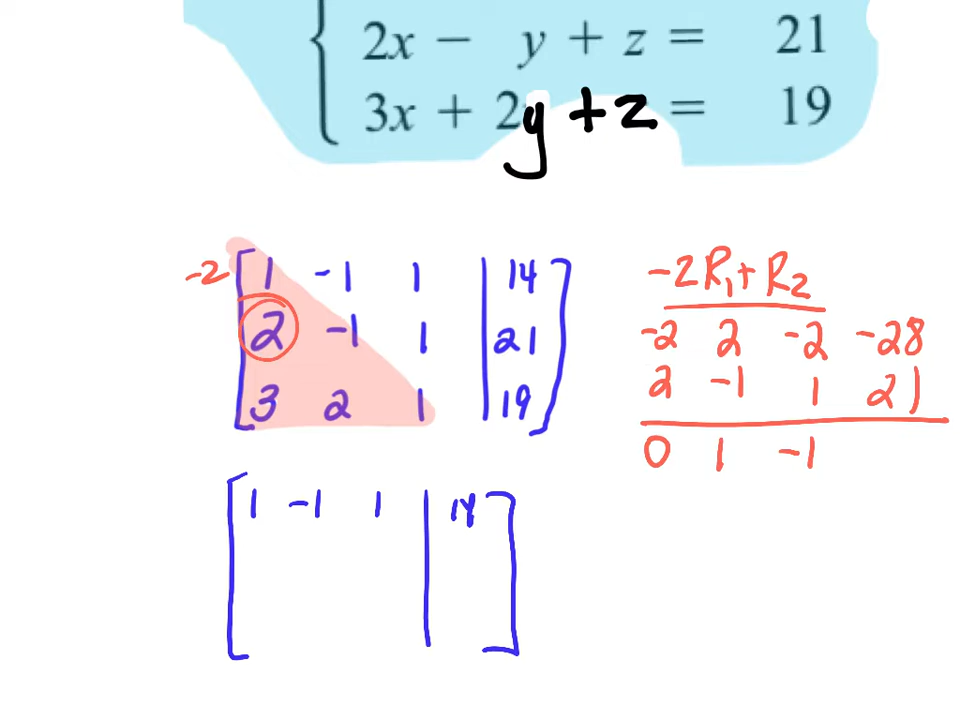 2x − y + z = 21
3x + 2y + z = 19
-2 1 -1 1 14
2 -1 1 21
3 2 1 19
-2R₁ + R₂
-2 2 -2 -28
2 -1 1 21
0 1 -1
1 -1 1 14